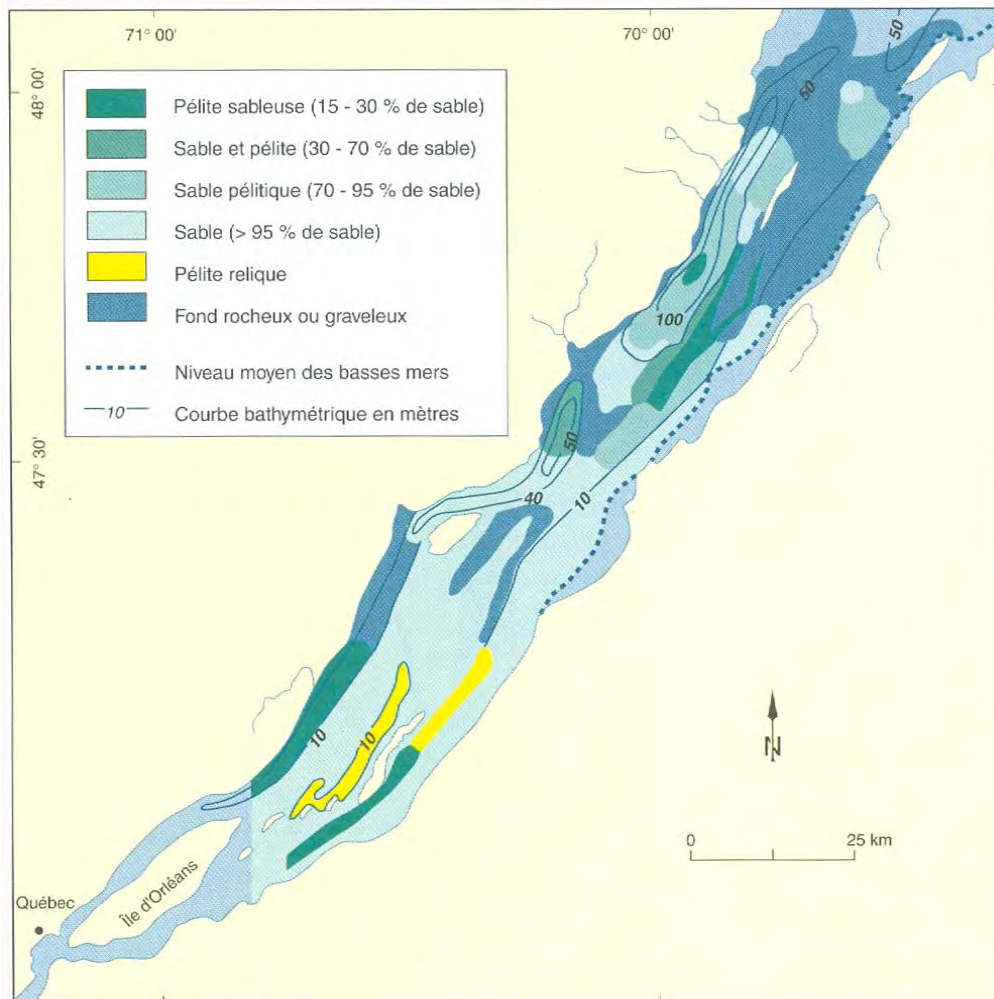 71° 00'
70° 00'
48° 00'
47° 30'
Pélite sableuse (15 - 30 % de sable)
Sable et pélite (30 - 70 % de sable)
Sable pélitique (70 - 95 % de sable)
Sable (> 95 % de sable)
Pélite relique
Fond rocheux ou graveleux
Niveau moyen des basses mers
10 Courbe bathymétrique en mètres
50
50
100
50
40
10
10
10
N
0 25 km
Île d'Orléans
Québec